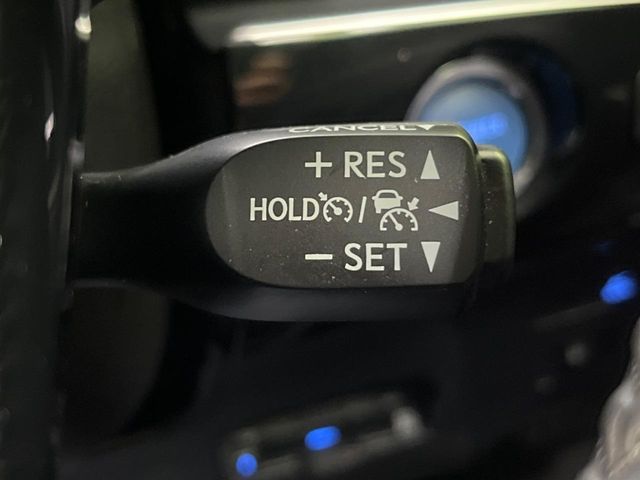 CANCEL▼
+ RES ▲
HOLD / ◀
− SET ▼